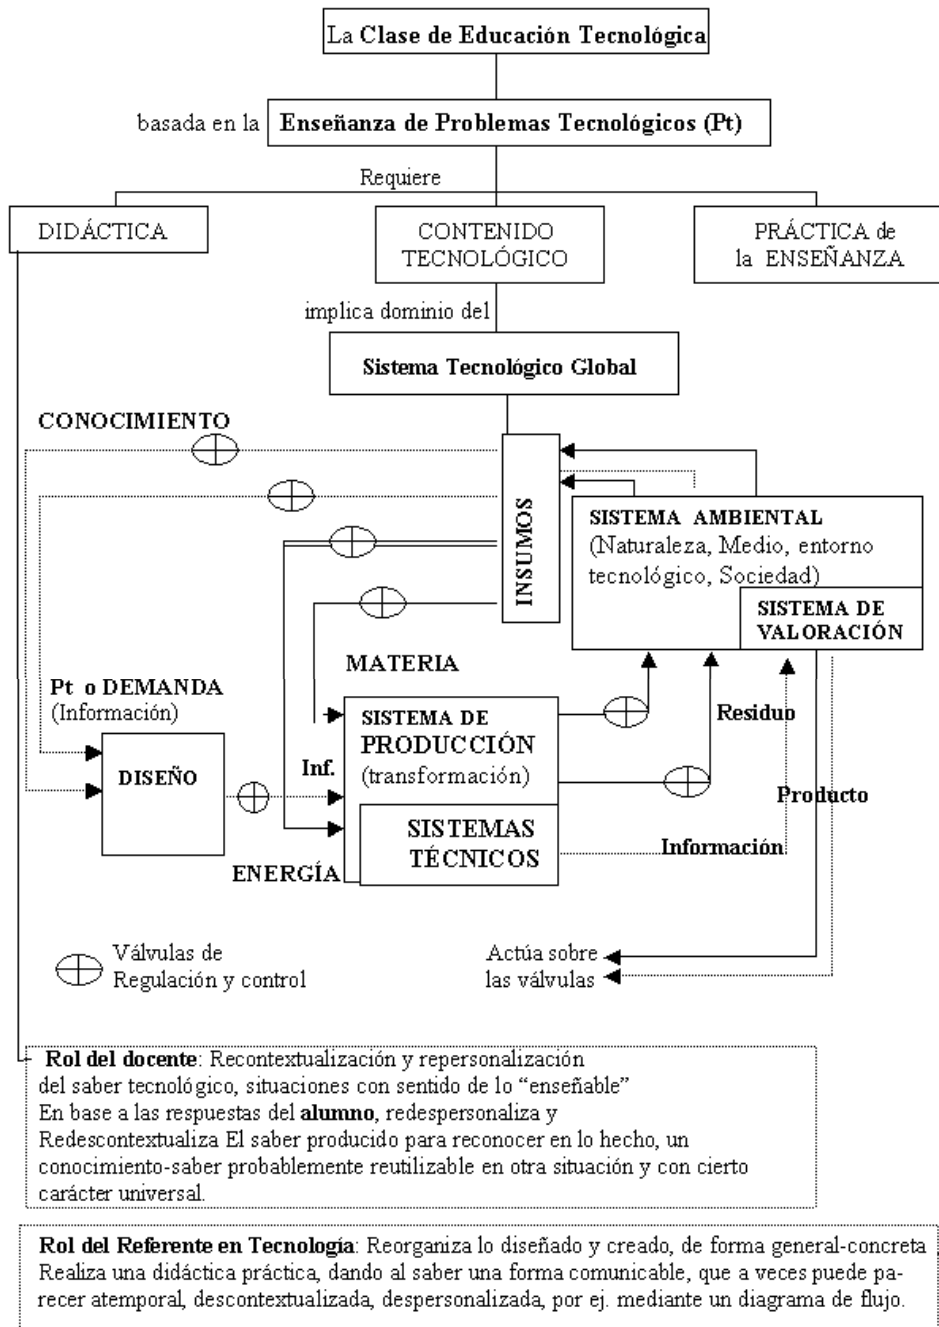 La Clase de Educación Tecnológica
basada en la
Enseñanza de Problemas Tecnológicos (Pt)
Requiere
DIDÁCTICA
CONTENIDO
TECNOLÓGICO
PRÁCTICA de
la ENSEÑANZA
implica dominio del
Sistema Tecnológico Global
CONOCIMIENTO
INSUMOS
SISTEMA AMBIENTAL
(Naturaleza, Medio, entorno
tecnológico, Sociedad)
SISTEMA DE
VALORACIÓN
MATERIA
Pt o DEMANDA
(Información)
DISEÑO
Inf.
SISTEMA DE
PRODUCCIÓN
(transformación)
SISTEMAS
TÉCNICOS
ENERGÍA
Residuo
Producto
Información
Válvulas de
Regulación y control
Actúa sobre
las válvulas
Rol del docente: Recontextualización y repersonalización
del saber tecnológico, situaciones con sentido de lo “enseñable”
En base a las respuestas del alumno, redespersonaliza y
Redescontextualiza El saber producido para reconocer en lo hecho, un
conocimiento-saber probablemente reutilizable en otra situación y con cierto
carácter universal.
Rol del Referente en Tecnología: Reorganiza lo diseñado y creado, de forma general-concreta
Realiza una didáctica práctica, dando al saber una forma comunicable, que a veces puede pa-
recer atemporal, descontextualizada, despersonalizada, por ej. mediante un diagrama de flujo.